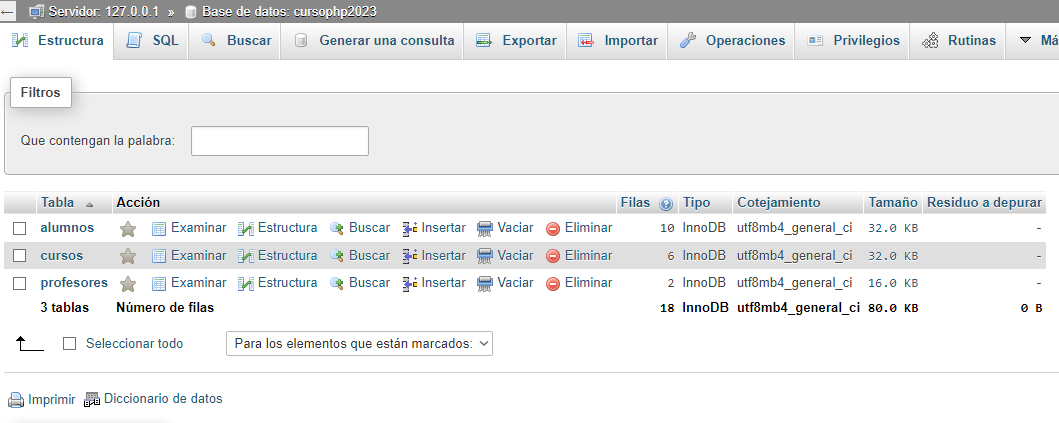 Servidor: 127.0.0.1 » Base de datos: cursophp2023
Estructura SQL Buscar Generar una consulta Exportar Importar Operaciones Privilegios Rutinas Má
Filtros
Que contengan la palabra:
Tabla Acción Filas Tipo Cotejamiento Tamaño Residuo a depurar
alumnos Examinar Estructura Buscar Insertar Vaciar Eliminar 10 InnoDB utf8mb4_general_ci 32.0 KB -
cursos Examinar Estructura Buscar Insertar Vaciar Eliminar 6 InnoDB utf8mb4_general_ci 32.0 KB -
profesores Examinar Estructura Buscar Insertar Vaciar Eliminar 2 InnoDB utf8mb4_general_ci 16.0 KB -
3 tablas Número de filas 18 InnoDB utf8mb4_general_ci 80.0 KB 0 B
Seleccionar todo Para los elementos que están marcados:
Imprimir Diccionario de datos